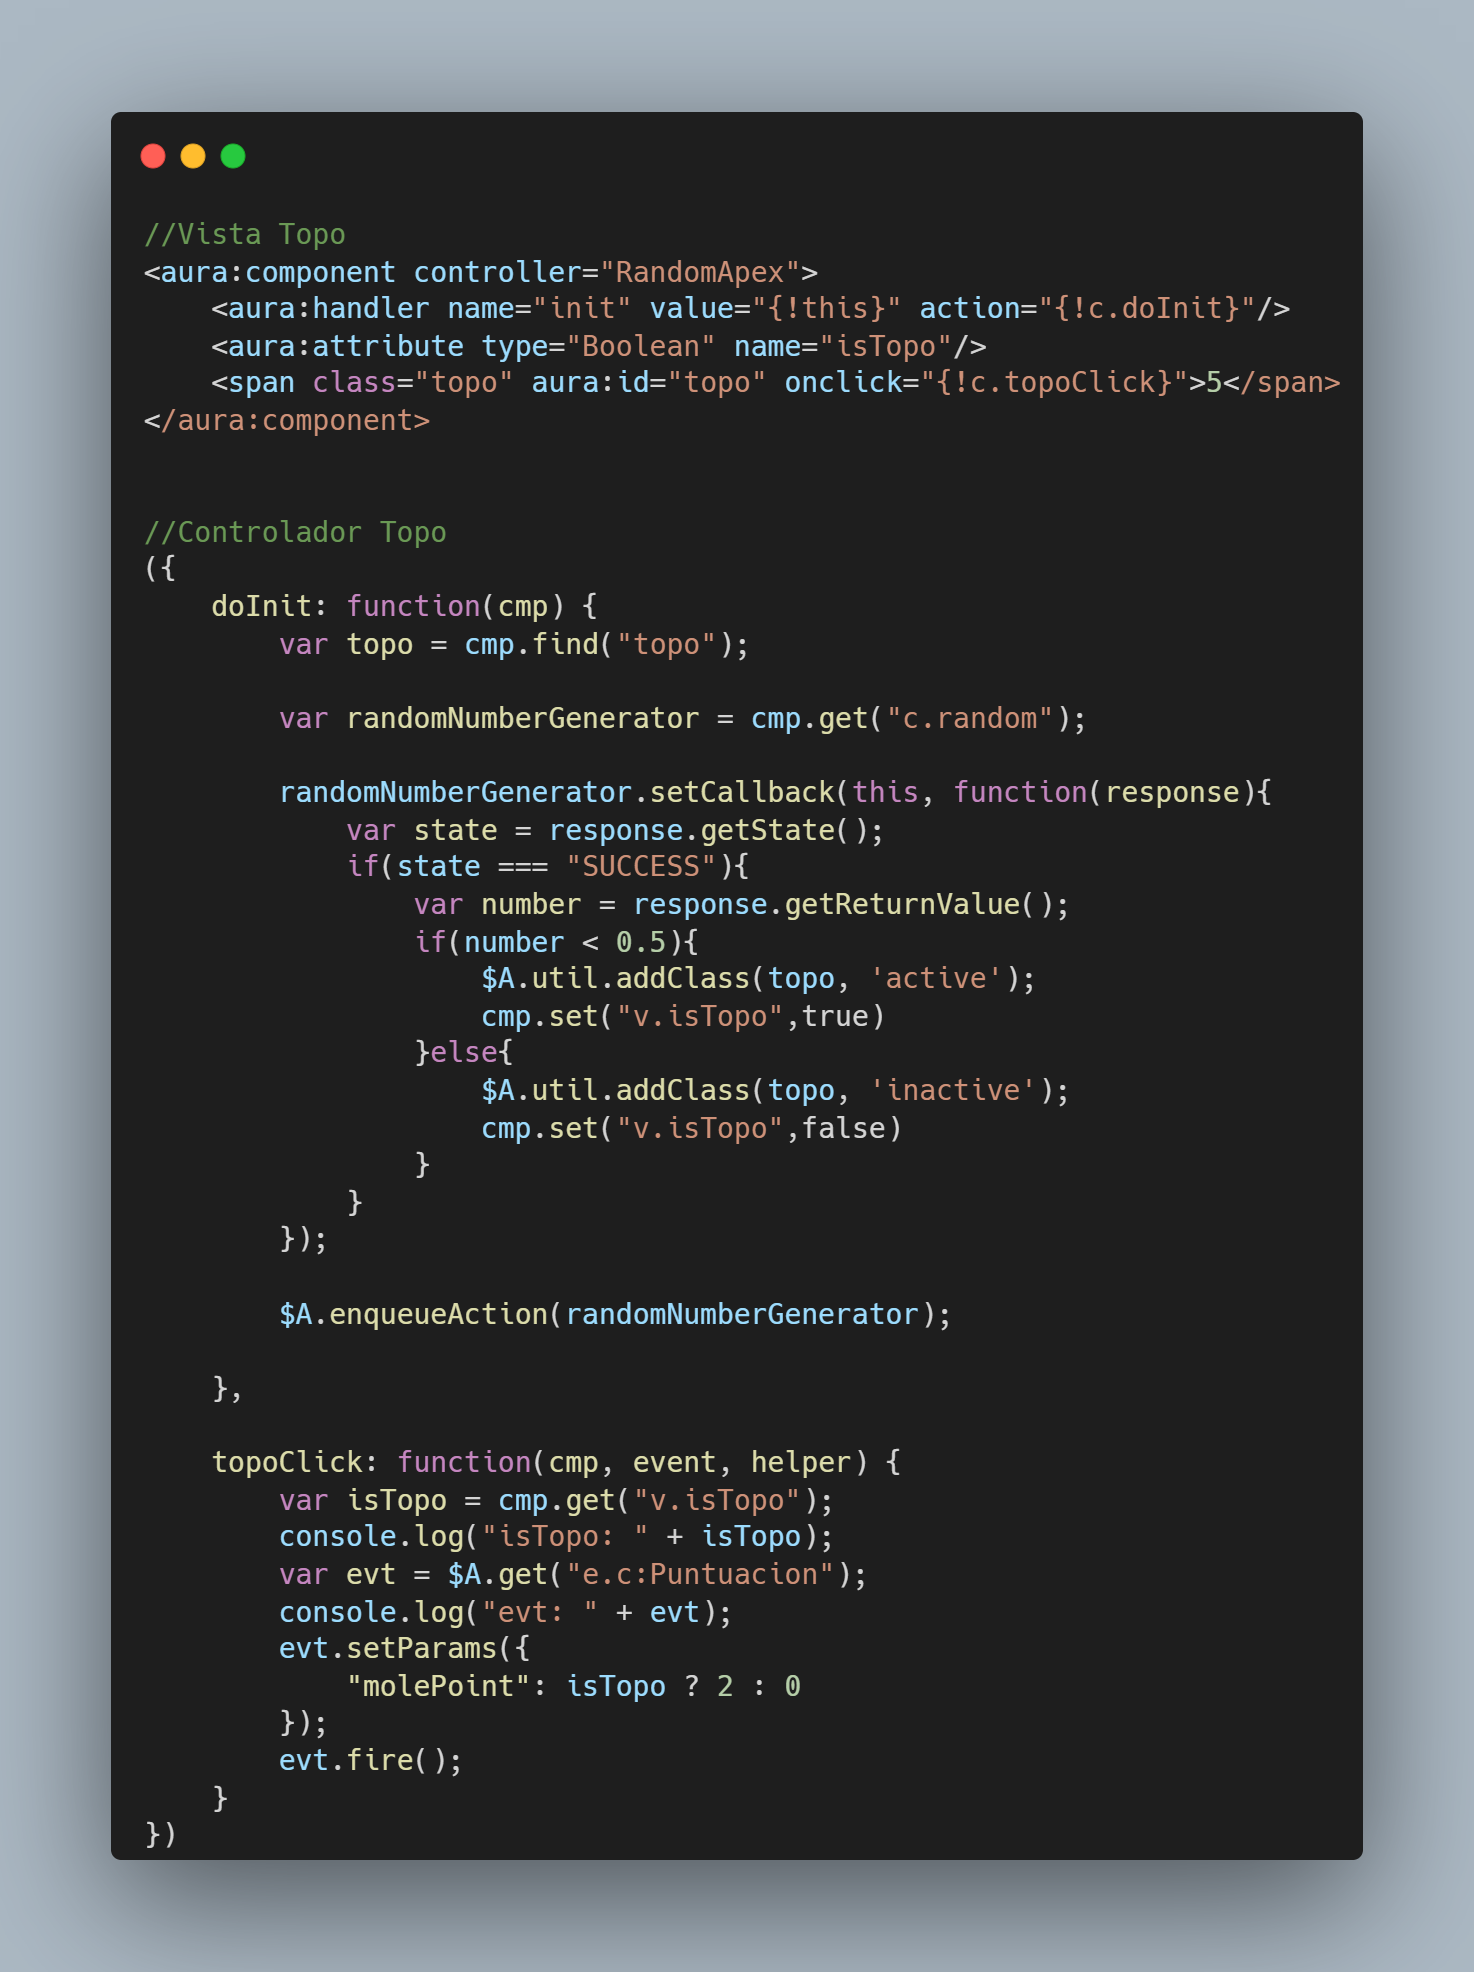 //Vista Topo
<aura:component controller="RandomApex">
    <aura:handler name="init" value="{!this}" action="{!c.doInit}"/>
    <aura:attribute type="Boolean" name="isTopo"/>
    <span class="topo" aura:id="topo" onclick="{!c.topoClick}">5</span>
</aura:component>
//Controlador Topo
({
    doInit: function(cmp) {
        var topo = cmp.find("topo");
        var randomNumberGenerator = cmp.get("c.random");
        randomNumberGenerator.setCallback(this, function(response){
            var state = response.getState();
            if(state === "SUCCESS"){
                var number = response.getReturnValue();
                if(number < 0.5){
                    $A.util.addClass(topo, 'active');
                    cmp.set("v.isTopo",true)
                }else{
                    $A.util.addClass(topo, 'inactive');
                    cmp.set("v.isTopo",false)
                }
            }
        });
        $A.enqueueAction(randomNumberGenerator);
    },
    topoClick: function(cmp, event, helper) {
        var isTopo = cmp.get("v.isTopo");
        console.log("isTopo: " + isTopo);
        var evt = $A.get("e.c:Puntuacion");
        console.log("evt: " + evt);
        evt.setParams({
            "molePoint": isTopo ? 2 : 0
        });
        evt.fire();
    }
})